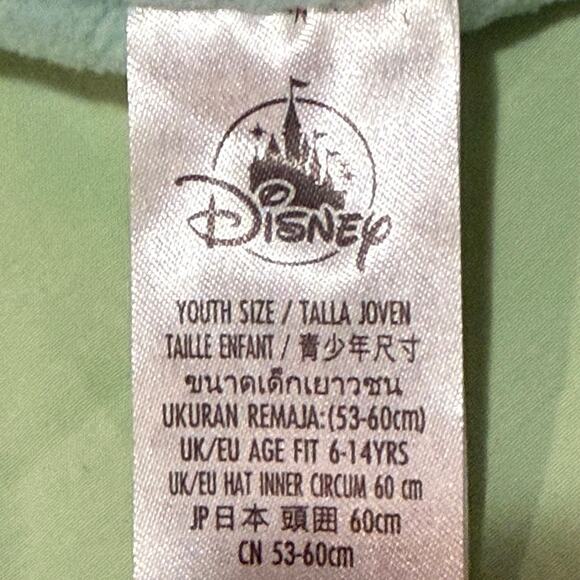 Disney
YOUTH SIZE / TALLA JOVEN
TAILLE ENFANT / 青少年尺寸
ขนาดเด็กเยาวชน
UKURAN REMAJA:(53-60cm)
UK/EU AGE FIT 6-14YRS
UK/EU HAT INNER CIRCUM 60 cm
JP日本 頭囲 60cm
CN 53-60cm